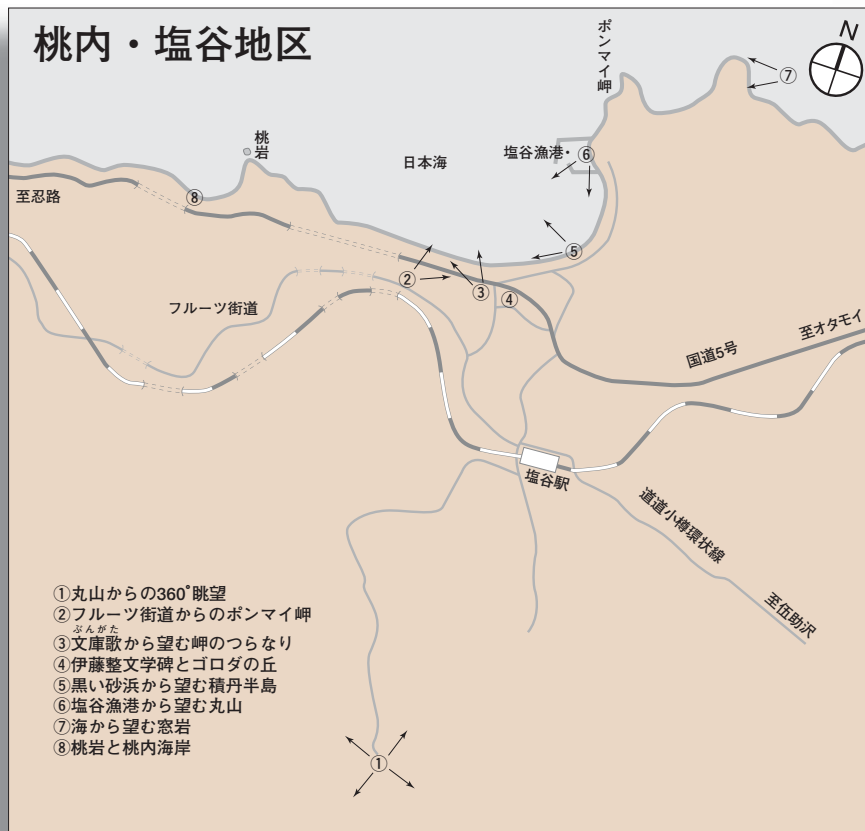 桃内・塩谷地区
N
ポンマイ岬
⑦
桃岩
日本海
塩谷漁港・
⑥
至忍路
⑧
⑤
②
③
④
フルーツ街道
国道5号
至オタモイ
塩谷駅
道道小樽環状線
至伍助沢
①丸山からの360°眺望
②フルーツ街道からのポンマイ岬
ぶんがた
③文庫歌から望む岬のつらなり
④伊藤整文学碑とゴロダの丘
⑤黒い砂浜から望む積丹半島
⑥塩谷漁港から望む丸山
⑦海から望む窓岩
⑧桃岩と桃内海岸
①